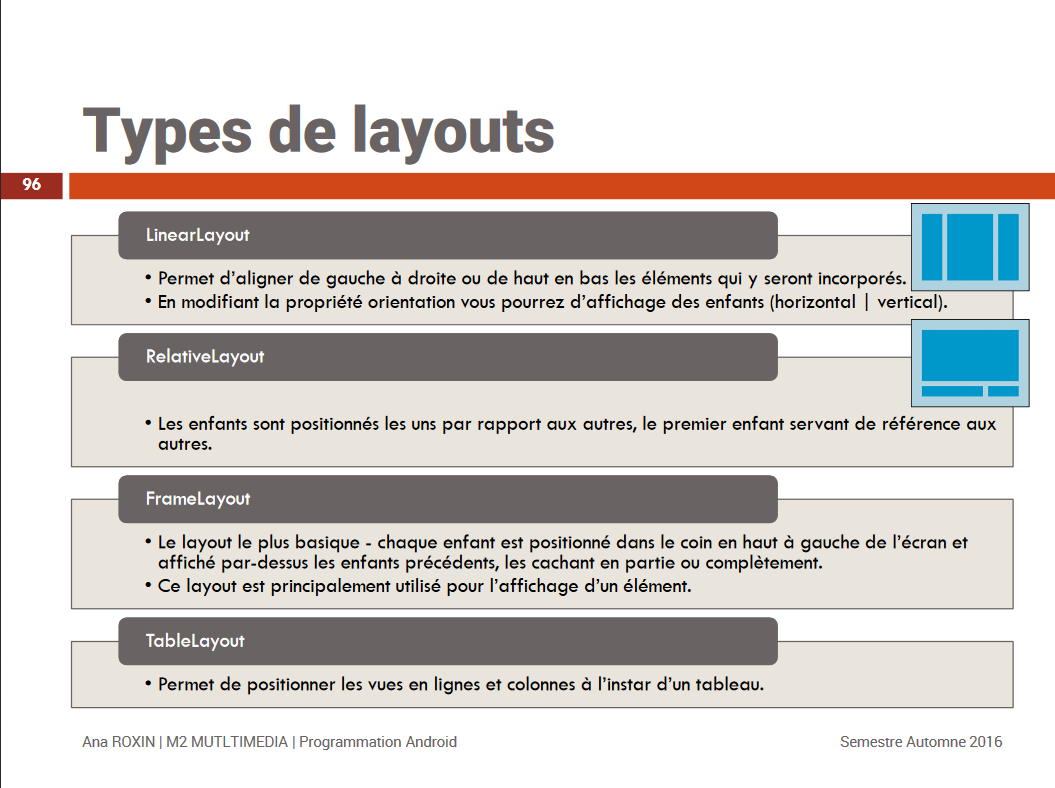 Types de layouts
96
LinearLayout
• Permet d'aligner de gauche à droite ou de haut en bas les éléments qui y seront incorporés.
• En modifiant la propriété orientation vous pourrez d'affichage des enfants (horizontal | vertical).
RelativeLayout
• Les enfants sont positionnés les uns par rapport aux autres, le premier enfant servant de référence aux
autres.
FrameLayout
• Le layout le plus basique - chaque enfant est positionné dans le coin en haut à gauche de l'écran et
affiché par-dessus les enfants précédents, les cachant en partie ou complètement.
• Ce layout est principalement utilisé pour l'affichage d'un élément.
TableLayout
• Permet de positionner les vues en lignes et colonnes à l'instar d'un tableau.
Ana ROXIN | M2 MUTLTIMEDIA | Programmation Android
Semestre Automne 2016